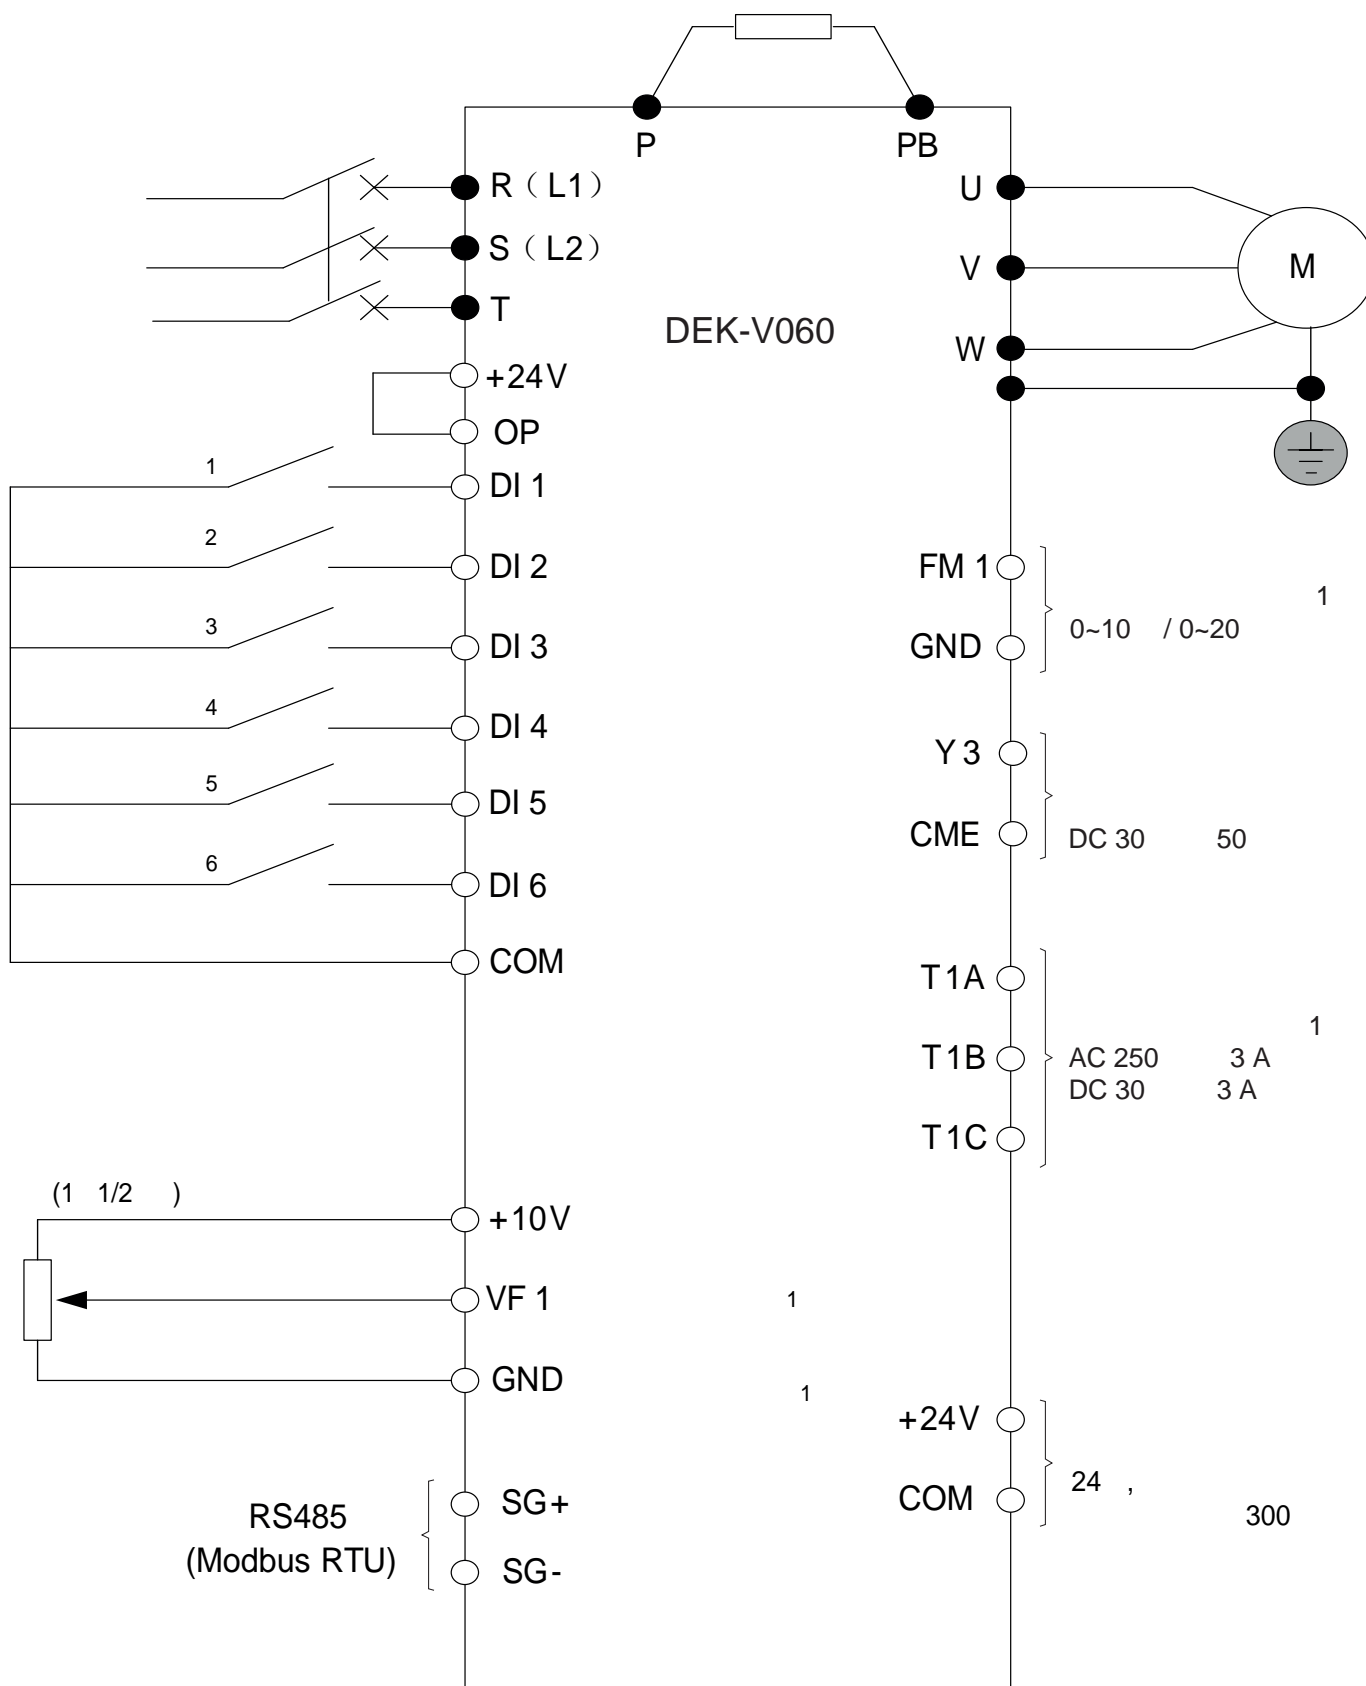 P
PB
R（L1）
S（L2）
T
U
V
W
M
DEK-V060
+24V
OP
1
DI 1
2
DI 2
3
DI 3
4
DI 4
5
DI 5
6
DI 6
COM
FM 1
GND
1
0~10 / 0~20
Y 3
CME
DC 30 50
T1A
T1B
T1C
1
AC 250 3 A
DC 30 3 A
(1 1/2 )
+10V
VF 1
1
GND
1
+24V
COM
24 ,
300
RS485
(Modbus RTU)
SG+
SG-